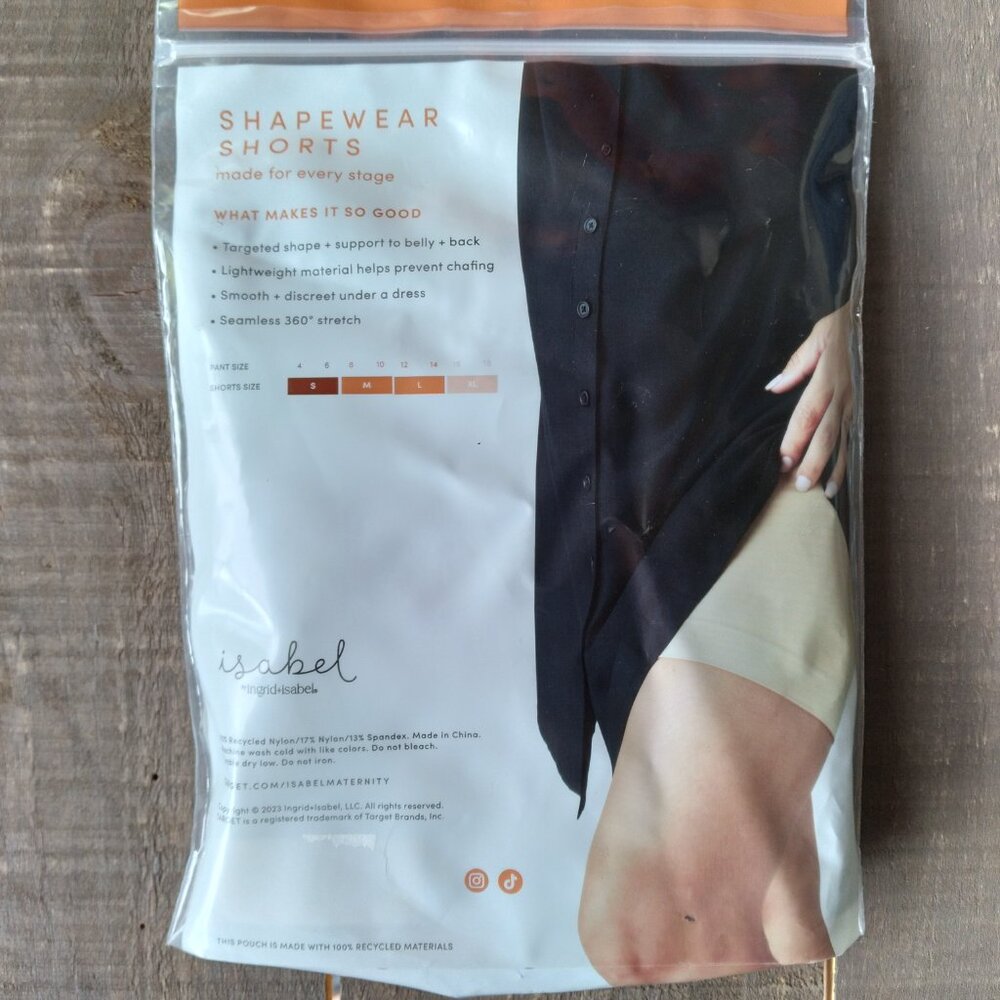 SHAPEWEAR
SHORTS
made for every stage
WHAT MAKES IT SO GOOD
• Targeted shape + support to belly + back
• Lightweight material helps prevent chafing
• Smooth + discreet under a dress
• Seamless 360° stretch
PANT SIZE 4 6 8 10 12 14 16 18
SHORTS SIZE S M L XL
isabel
by ingrid+isabel®
Recycled Nylon/17% Nylon/13% Spandex. Made in China.
wash cold with like colors. Do not bleach.
dry low. Do not iron.
TARGET.COM/ISABELMATERNITY
Copyright © 2023 Ingrid+Isabel, LLC. All rights reserved.
TARGET is a registered trademark of Target Brands, Inc.
THIS POUCH IS MADE WITH 100% RECYCLED MATERIALS